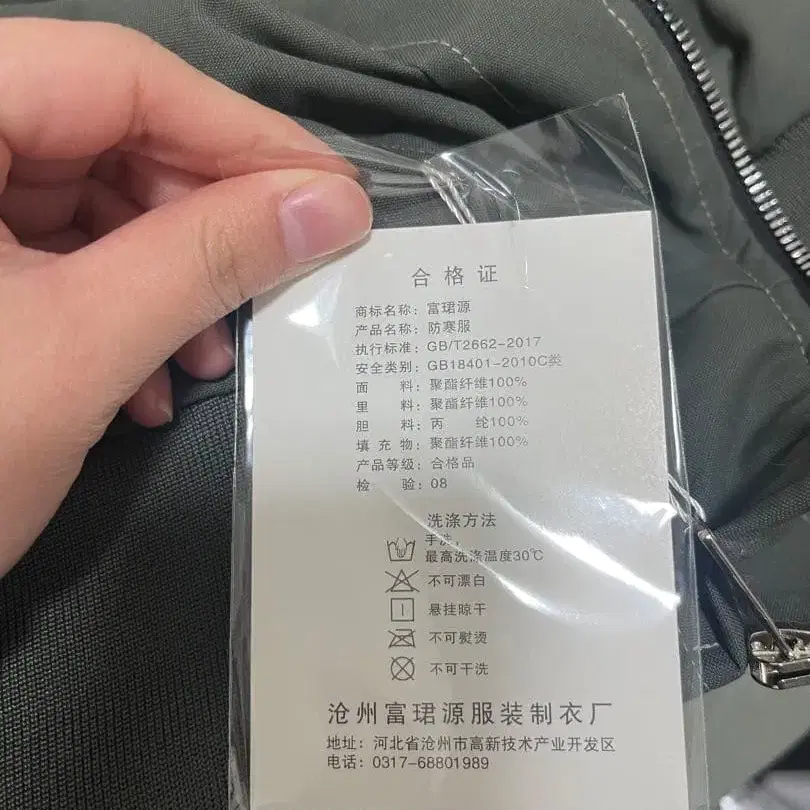 合格证
商标名称：富珺源
产品名称：防寒服
执行标准：GB/T2662-2017
安全类别：GB18401-2010C类
面 料：聚酯纤维100%
里 料：聚酯纤维100%
胆 料：丙 纶100%
填 充 物：聚酯纤维100%
产品等级：合格品
检 验：08
洗涤方法
手洗，
最高洗涤温度30℃
不可漂白
悬挂晾干
不可熨烫
不可干洗
沧州富珺源服装制衣厂
地址：河北省沧州市高新技术产业开发区
电话：0317-68801989